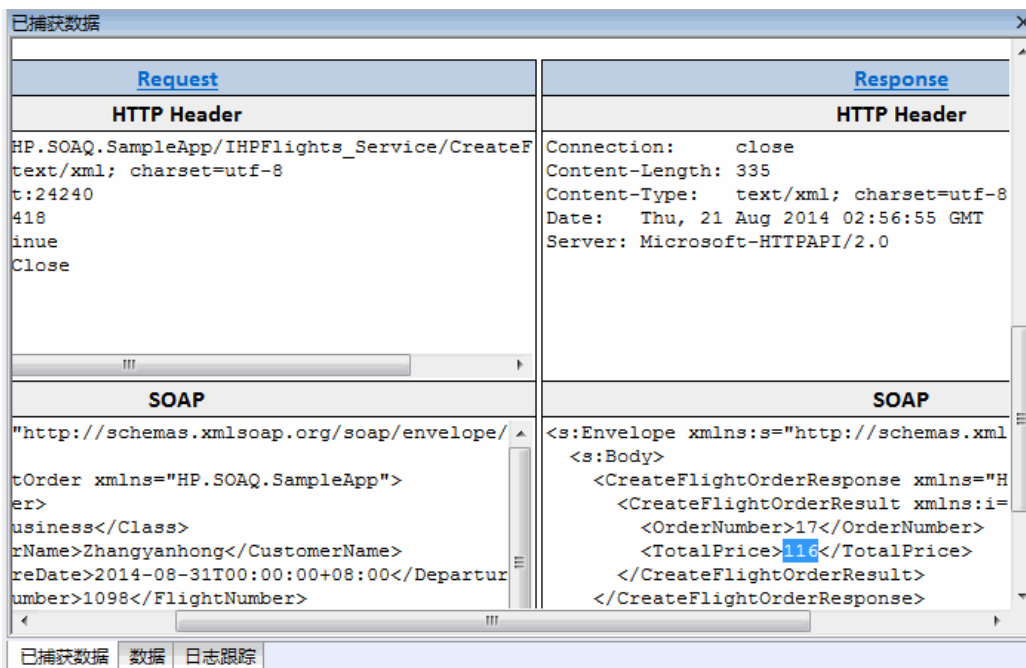 已捕获数据
Request
HTTP Header
HP.SOAQ.SampleApp/IHPFlights_Service/CreateF
text/xml; charset=utf-8
t:24240
418
inue
Close
Response
HTTP Header
Connection: close
Content-Length: 335
Content-Type: text/xml; charset=utf-8
Date: Thu, 21 Aug 2014 02:56:55 GMT
Server: Microsoft-HTTPAPI/2.0
SOAP
"http://schemas.xmlsoap.org/soap/envelope/
tOrder xmlns="HP.SOAQ.SampleApp">
er>
usiness</Class>
rName>Zhangyanhong</CustomerName>
reDate>2014-08-31T00:00:00+08:00</Departur
umber>1098</FlightNumber>
SOAP
<s:Envelope xmlns:s="http://schemas.xml
<s:Body>
<CreateFlightOrderResponse xmlns="H
<CreateFlightOrderResult xmlns:i=
<OrderNumber>17</OrderNumber>
<TotalPrice>116</TotalPrice>
</CreateFlightOrderResult>
</CreateFlightOrderResponse>
已捕获数据 数据 日志跟踪